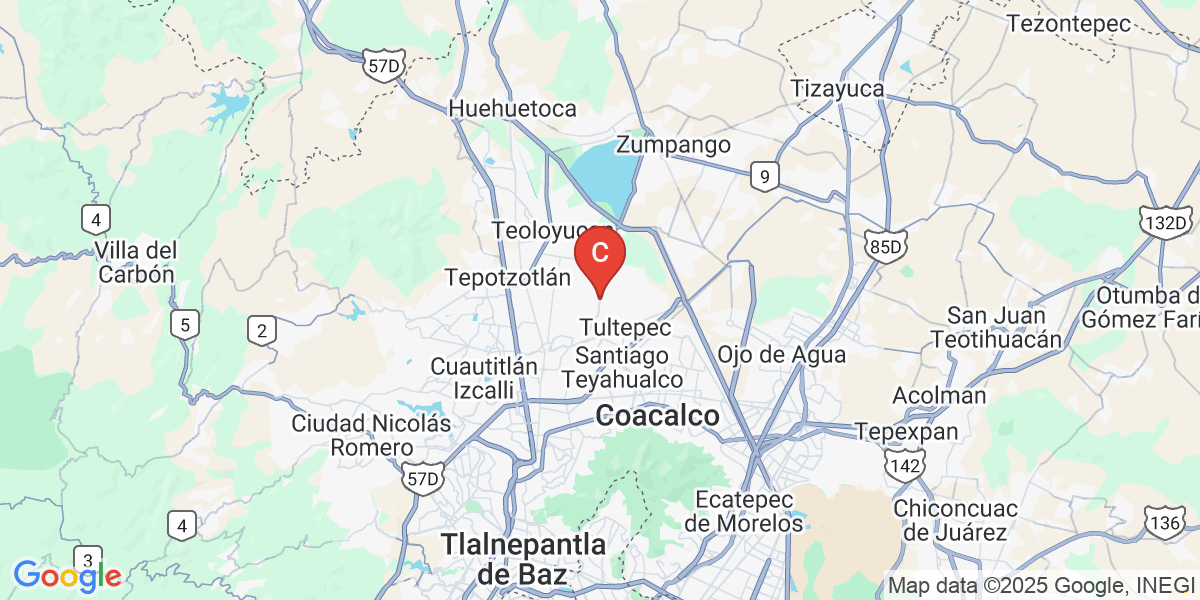 Tezontepec
57D
Tizayuca
Huehuetoca
Zumpango
9
4
132D
Teoloyucan
85D
Villa del
Carbón
C
Tepotzotlán
Otumba d
Gómez Farí
5
2
San Juan
Teotihuacán
Tultepec
Santiago
Teyahualco
Ojo de Agua
Cuautitlán
Izcalli
Acolman
Coacalco
Ciudad Nicolás
Romero
Tepexpan
57D
142
Ecatepec
de Morelos
Chiconcuac
de Juárez
136
4
Tlalnepantla
de Baz
3
Google
Map data ©2025 Google, INEGI